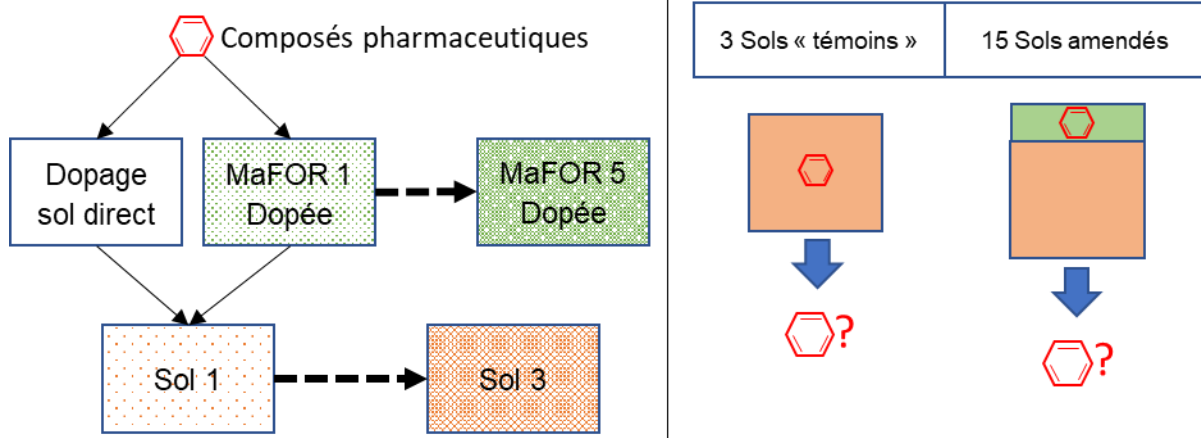 Composés pharmaceutiques
Dopage
sol direct
MaFOR 1
Dopée
MaFOR 5
Dopée
Sol 1
Sol 3
3 Sols « témoins »
15 Sols amendés
?
?